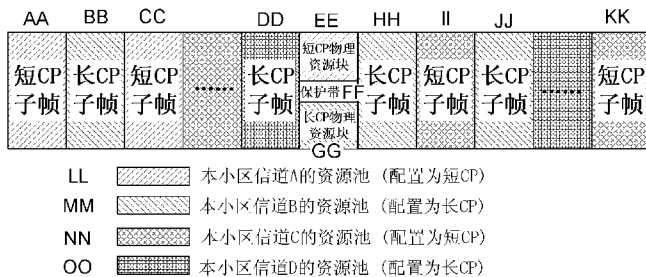 AA BB CC DD EE HH II JJ KK
短CP子帧
长CP子帧
短CP子帧
......
长CP子帧
短CP物理资源块
保护带 FF
长CP物理资源块
GG
长CP子帧
短CP子帧
长CP子帧
......
短CP子帧
LL 本小区信道A的资源池 (配置为短CP)
MM 本小区信道B的资源池 (配置为长CP)
NN 本小区信道C的资源池 (配置为短CP)
OO 本小区信道D的资源池 (配置为长CP)